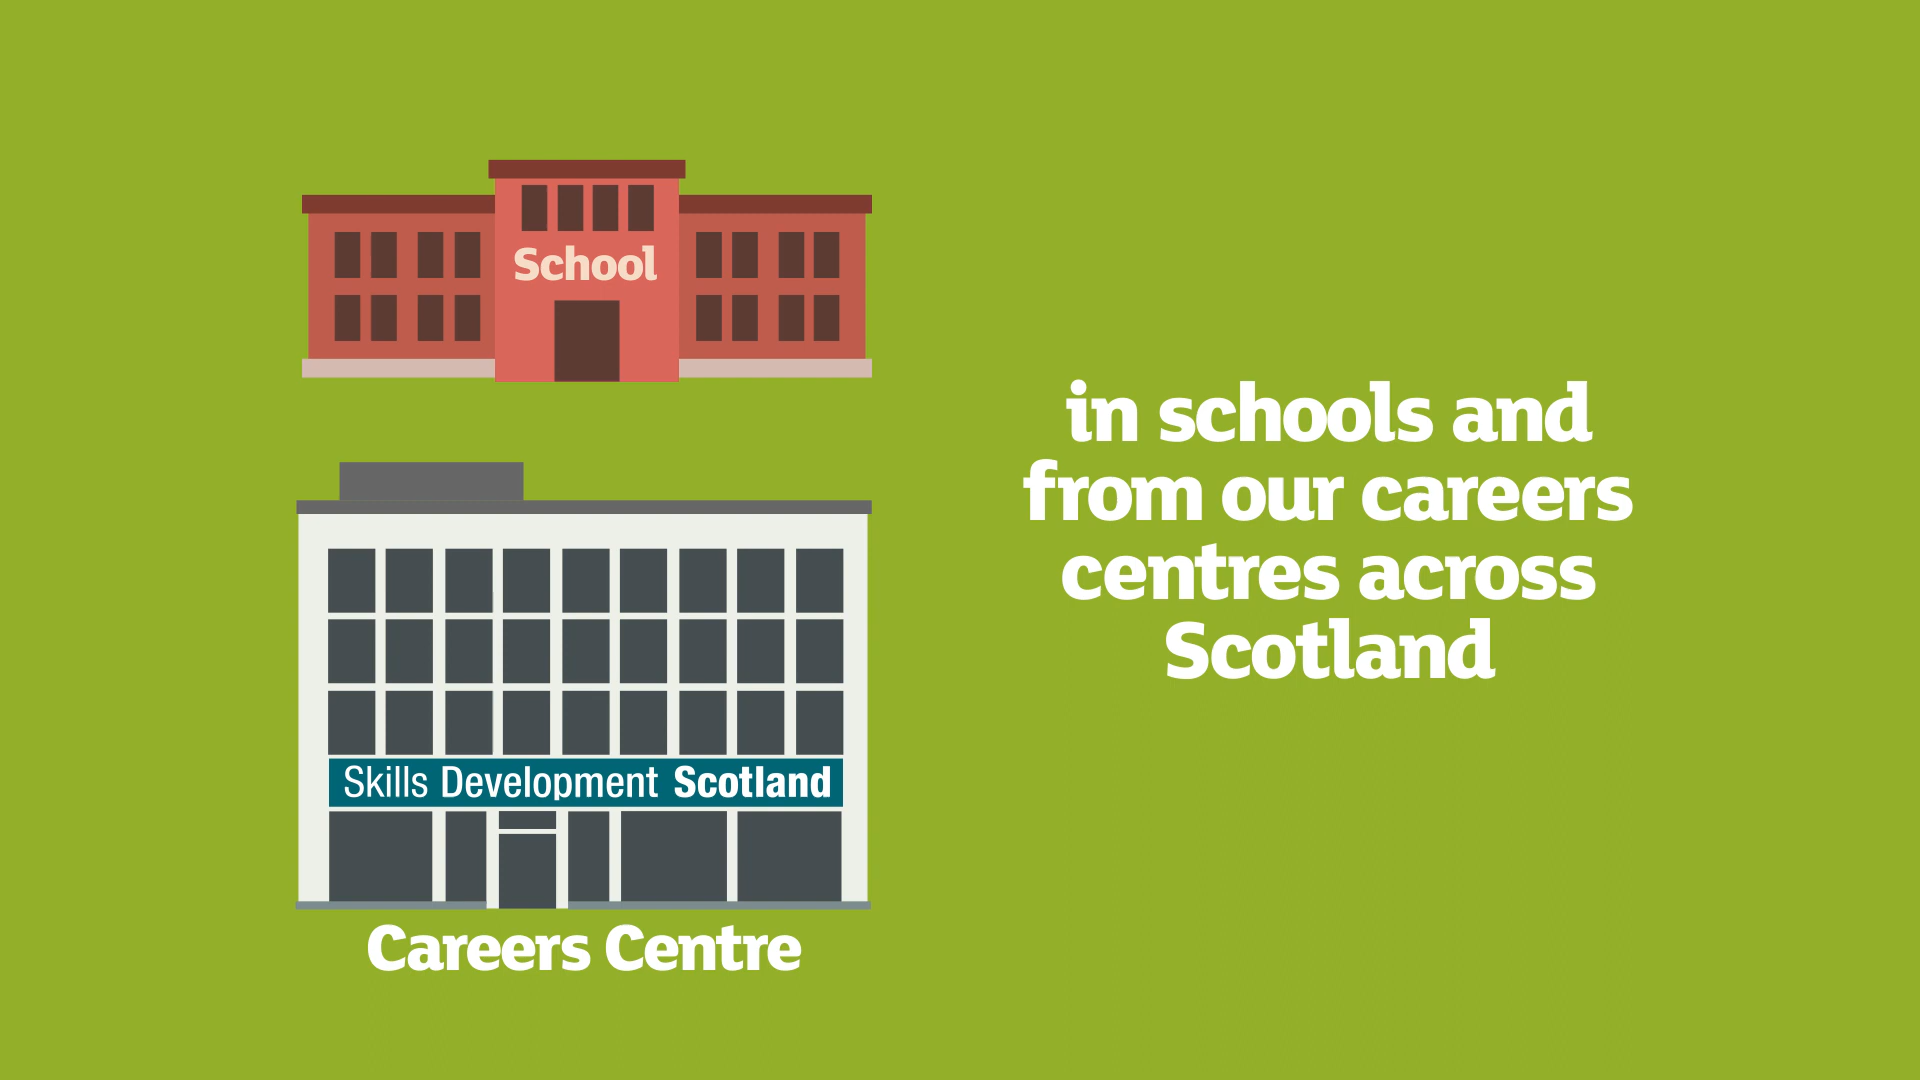 School
Skills Development Scotland
Careers Centre
in schools and
from our careers
centres across
Scotland